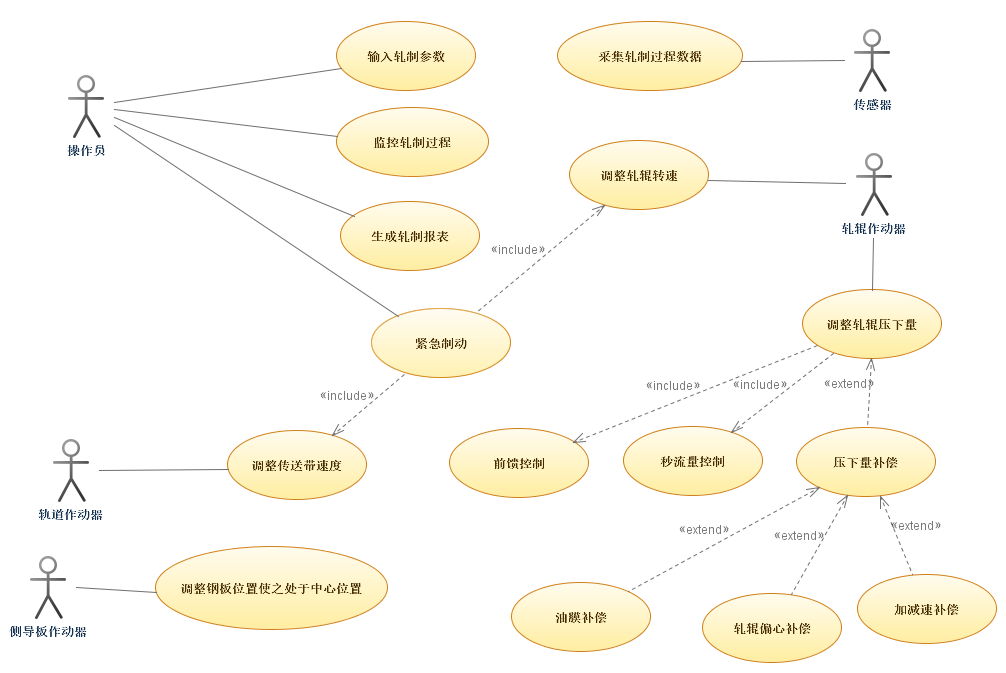 输入轧制参数
采集轧制过程数据
传感器
操作员
监控轧制过程
调整轧辊转速
轧辊作动器
生成轧制报表
«include»
调整轧辊压下量
紧急制动
«include»
«include»
«include»
«extend»
调整传送带速度
前馈控制
秒流量控制
压下量补偿
轨道作动器
«extend»
«extend»
«extend»
调整钢板位置使之处于中心位置
侧导板作动器
油膜补偿
轧辊偏心补偿
加减速补偿